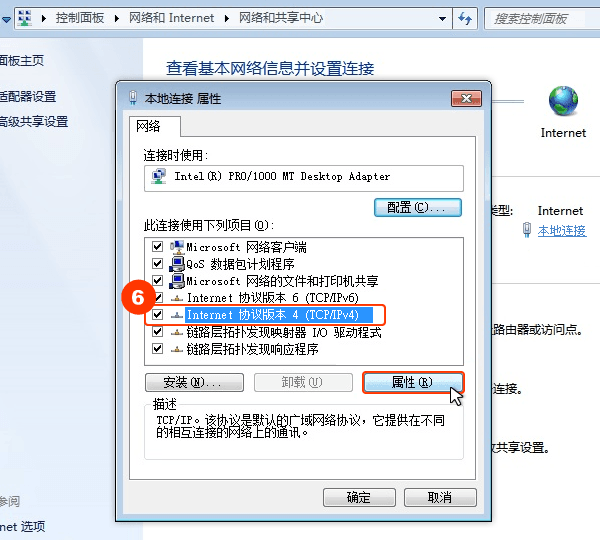 控制面板 ▸ 网络和 Internet ▸ 网络和共享中心
搜索控制面板
面板主页
适配器设置
高级共享设置
查看基本网络信息并设置连接
Internet
类型:
Internet
本地连接
路由器或访问点。
连接。
共享设置。
参阅
net 选项
本地连接 属性
网络
连接时使用:
Intel(R) PRO/1000 MT Desktop Adapter
配置(C)...
此连接使用下列项目(O):
Microsoft 网络客户端
QoS 数据包计划程序
Microsoft 网络的文件和打印机共享
Internet 协议版本 6 (TCP/IPv6)
6
Internet 协议版本 4 (TCP/IPv4)
链路层拓扑发现映射器 I/O 驱动程式
链路层拓扑发现响应程序
安装(N)...
卸载(U)
属性(R)
描述
TCP/IP。该协议是默认的广域网络协议，它提供在不同
的相互连接的网络上的通讯。
确定
取消